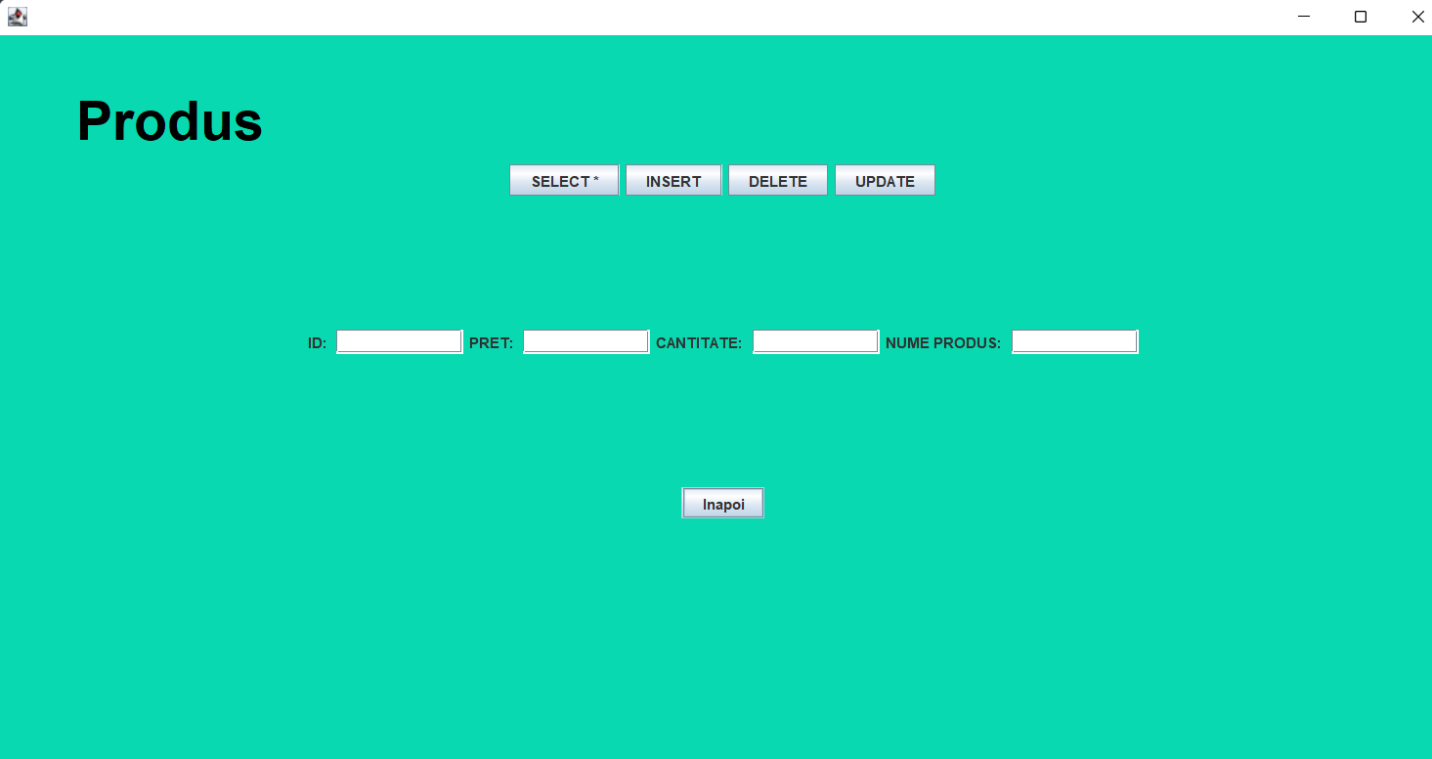 Produs
SELECT * INSERT DELETE UPDATE
ID: PRET: CANTITATE: NUME PRODUS:
Inapoi